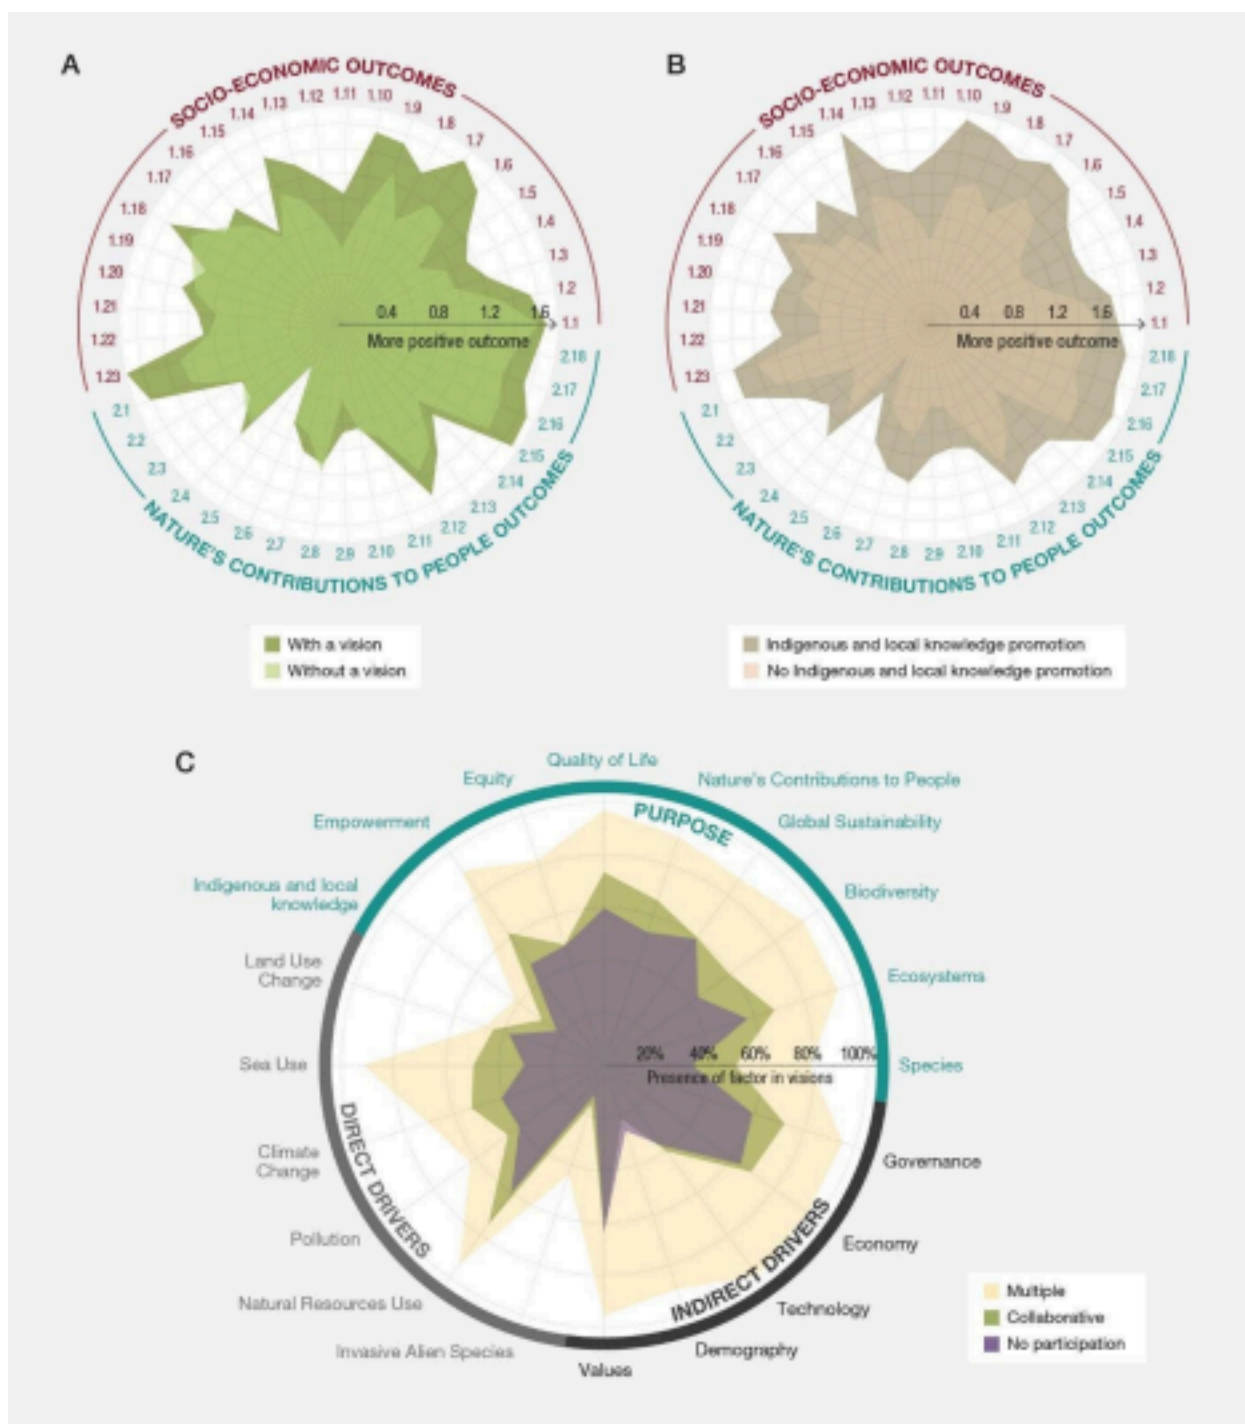 A
SOCIO-ECONOMIC OUTCOMES
1.1
1.2
1.3
1.4
1.5
1.6
1.7
1.8
1.9
1.10
1.11
1.12
1.13
1.14
1.15
1.16
1.17
1.18
1.19
1.20
1.21
1.22
1.23
0.4 0.8 1.2 1.6
More positive outcome
2.1
2.2
2.3
2.4
2.5
2.6
2.7
2.8
2.9
2.10
2.11
2.12
2.13
2.14
2.15
2.16
2.17
2.18
NATURE'S CONTRIBUTIONS TO PEOPLE OUTCOMES
With a vision
Without a vision
B
SOCIO-ECONOMIC OUTCOMES
1.1
1.2
1.3
1.4
1.5
1.6
1.7
1.8
1.9
1.10
1.11
1.12
1.13
1.14
1.15
1.16
1.17
1.18
1.19
1.20
1.21
1.22
1.23
0.4 0.8 1.2 1.6
More positive outcome
2.1
2.2
2.3
2.4
2.5
2.6
2.7
2.8
2.9
2.10
2.11
2.12
2.13
2.14
2.15
2.16
2.17
2.18
NATURE'S CONTRIBUTIONS TO PEOPLE OUTCOMES
Indigenous and local knowledge promotion
No Indigenous and local knowledge promotion
C
Quality of Life
Nature's Contributions to People
Global Sustainability
Biodiversity
Ecosystems
Species
Governance
Economy
Technology
Demography
Values
Invasive Alien Species
Natural Resources Use
Pollution
Climate
Change
Sea Use
Land Use
Change
Indigenous and local
knowledge
Empowerment
Equity
PURPOSE
20% 40% 60% 80% 100%
Presence of factor in visions
DIRECT DRIVERS
INDIRECT DRIVERS
Multiple
Collaborative
No participation